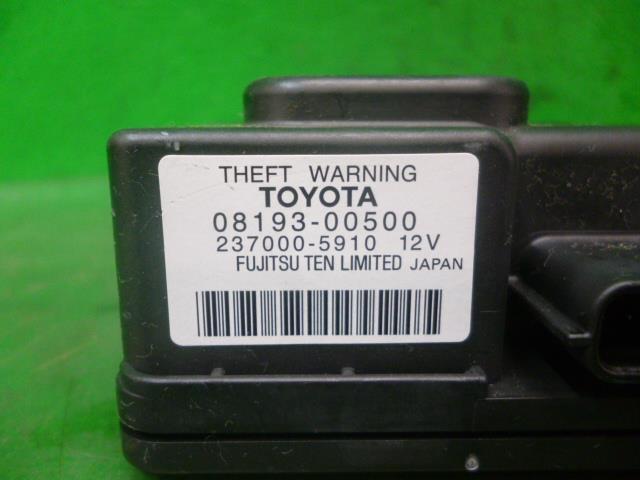 THEFT WARNING
TOYOTA
08193-00500
237000-5910 12V
FUJITSU TEN LIMITED JAPAN